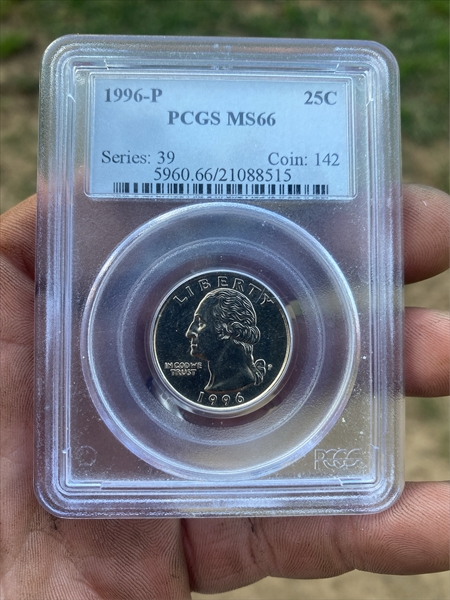 1996-P 25C
PCGS MS66
Series: 39 Coin: 142
5960.66/21088515
LIBERTY
IN GOD WE
TRUST
P
1996
PCGS